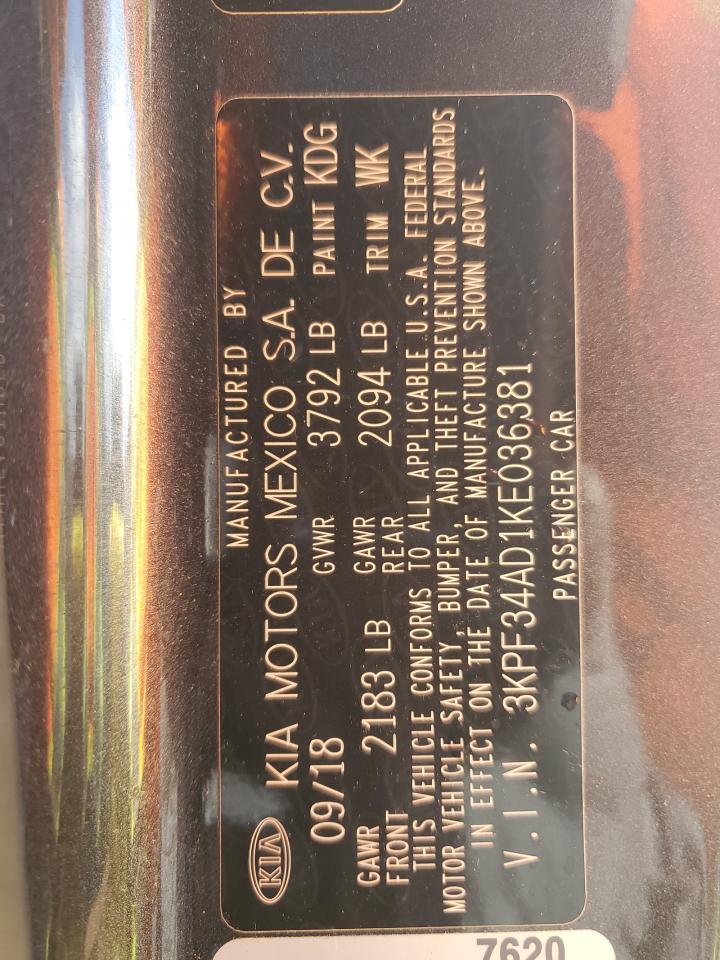 MANUFACTURED BY
KIA KIA MOTORS MEXICO S.A. DE C.V.
09/18 GVWR 3792 LB PAINT KDG
GAWR FRONT 2183 LB GAWR REAR 2094 LB TRIM WK
THIS VEHICLE CONFORMS TO ALL APPLICABLE U.S.A. FEDERAL
MOTOR VEHICLE SAFETY, BUMPER, AND THEFT PREVENTION STANDARDS
IN EFFECT ON THE DATE OF MANUFACTURE SHOWN ABOVE.
V.I.N. 3KPF34AD1KE036381
PASSENGER CAR
7620